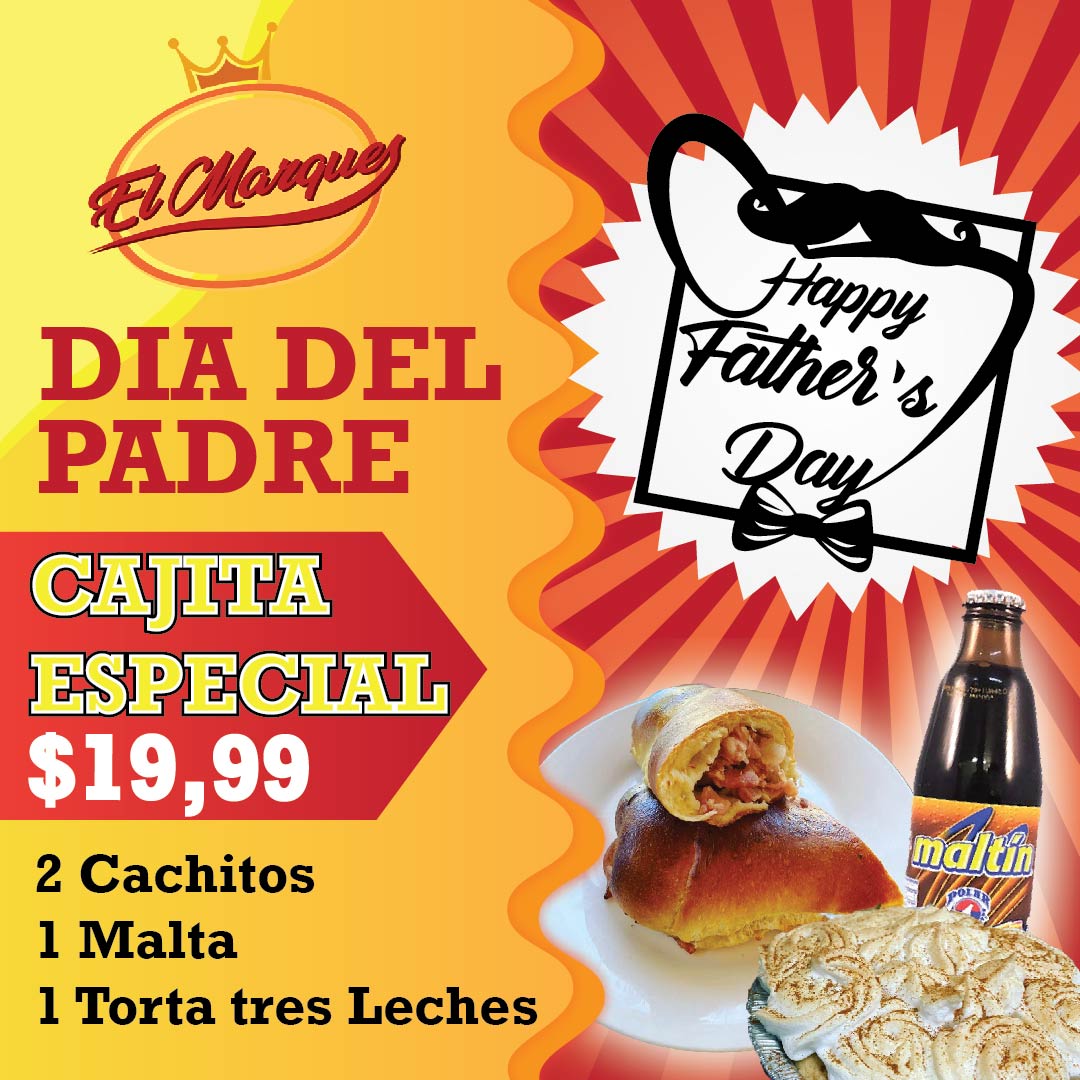 El Marques
DIA DEL
PADRE
CAJITA
ESPECIAL
$19,99
2 Cachitos
1 Malta
1 Torta tres Leches
Happy
Father's
Day
maltín
POLAR